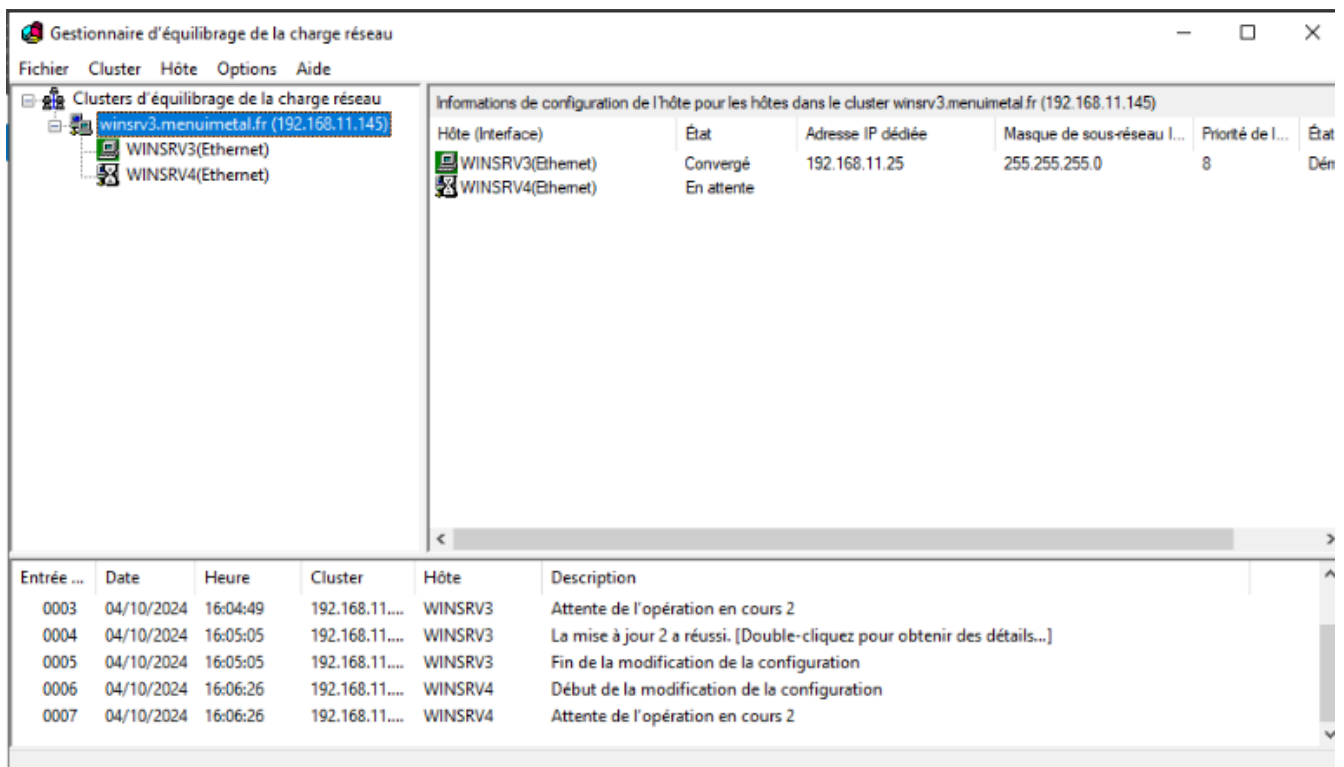 Gestionnaire d'équilibrage de la charge réseau
Fichier Cluster Hôte Options Aide
Clusters d'équilibrage de la charge réseau
winsrv3.menuimetal.fr (192.168.11.145)
WINSRV3(Ethernet)
WINSRV4(Ethernet)
Informations de configuration de l'hôte pour les hôtes dans le cluster winsrv3.menuimetal.fr (192.168.11.145)
Hôte (Interface) État Adresse IP dédiée Masque de sous-réseau l... Priorité de l... État
WINSRV3(Ethernet) Convergé 192.168.11.25 255.255.255.0 8 Dém
WINSRV4(Ethernet) En attente
Entrée ... Date Heure Cluster Hôte Description
0003 04/10/2024 16:04:49 192.168.11.... WINSRV3 Attente de l'opération en cours 2
0004 04/10/2024 16:05:05 192.168.11.... WINSRV3 La mise à jour 2 a réussi. [Double-cliquez pour obtenir des détails...]
0005 04/10/2024 16:05:05 192.168.11.... WINSRV3 Fin de la modification de la configuration
0006 04/10/2024 16:06:26 192.168.11.... WINSRV4 Début de la modification de la configuration
0007 04/10/2024 16:06:26 192.168.11.... WINSRV4 Attente de l'opération en cours 2